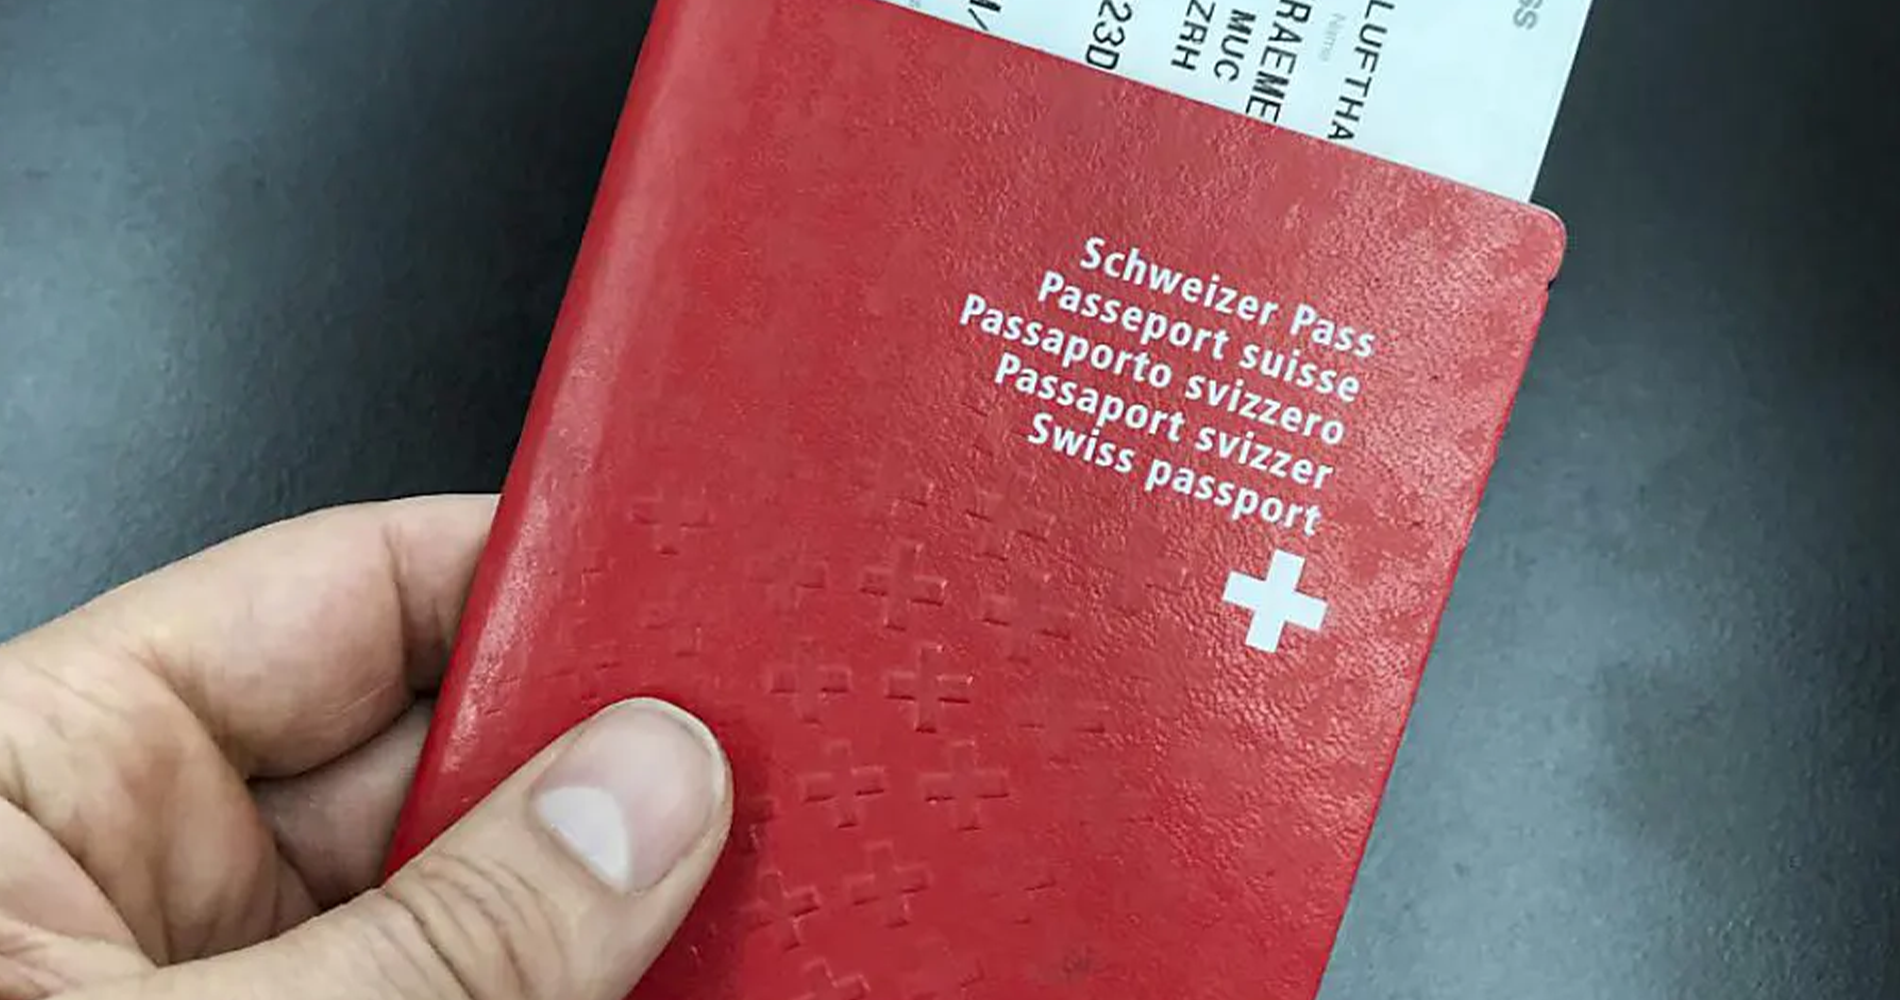 LUFTHA
Name
RAEME
MUC
ZRH
23D
Schweizer Pass
Passeport suisse
Passaporto svizzero
Passaport svizzer
Swiss passport